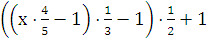 ((x · 4/5 − 1) · 1/3 − 1) · 1/2 + 1